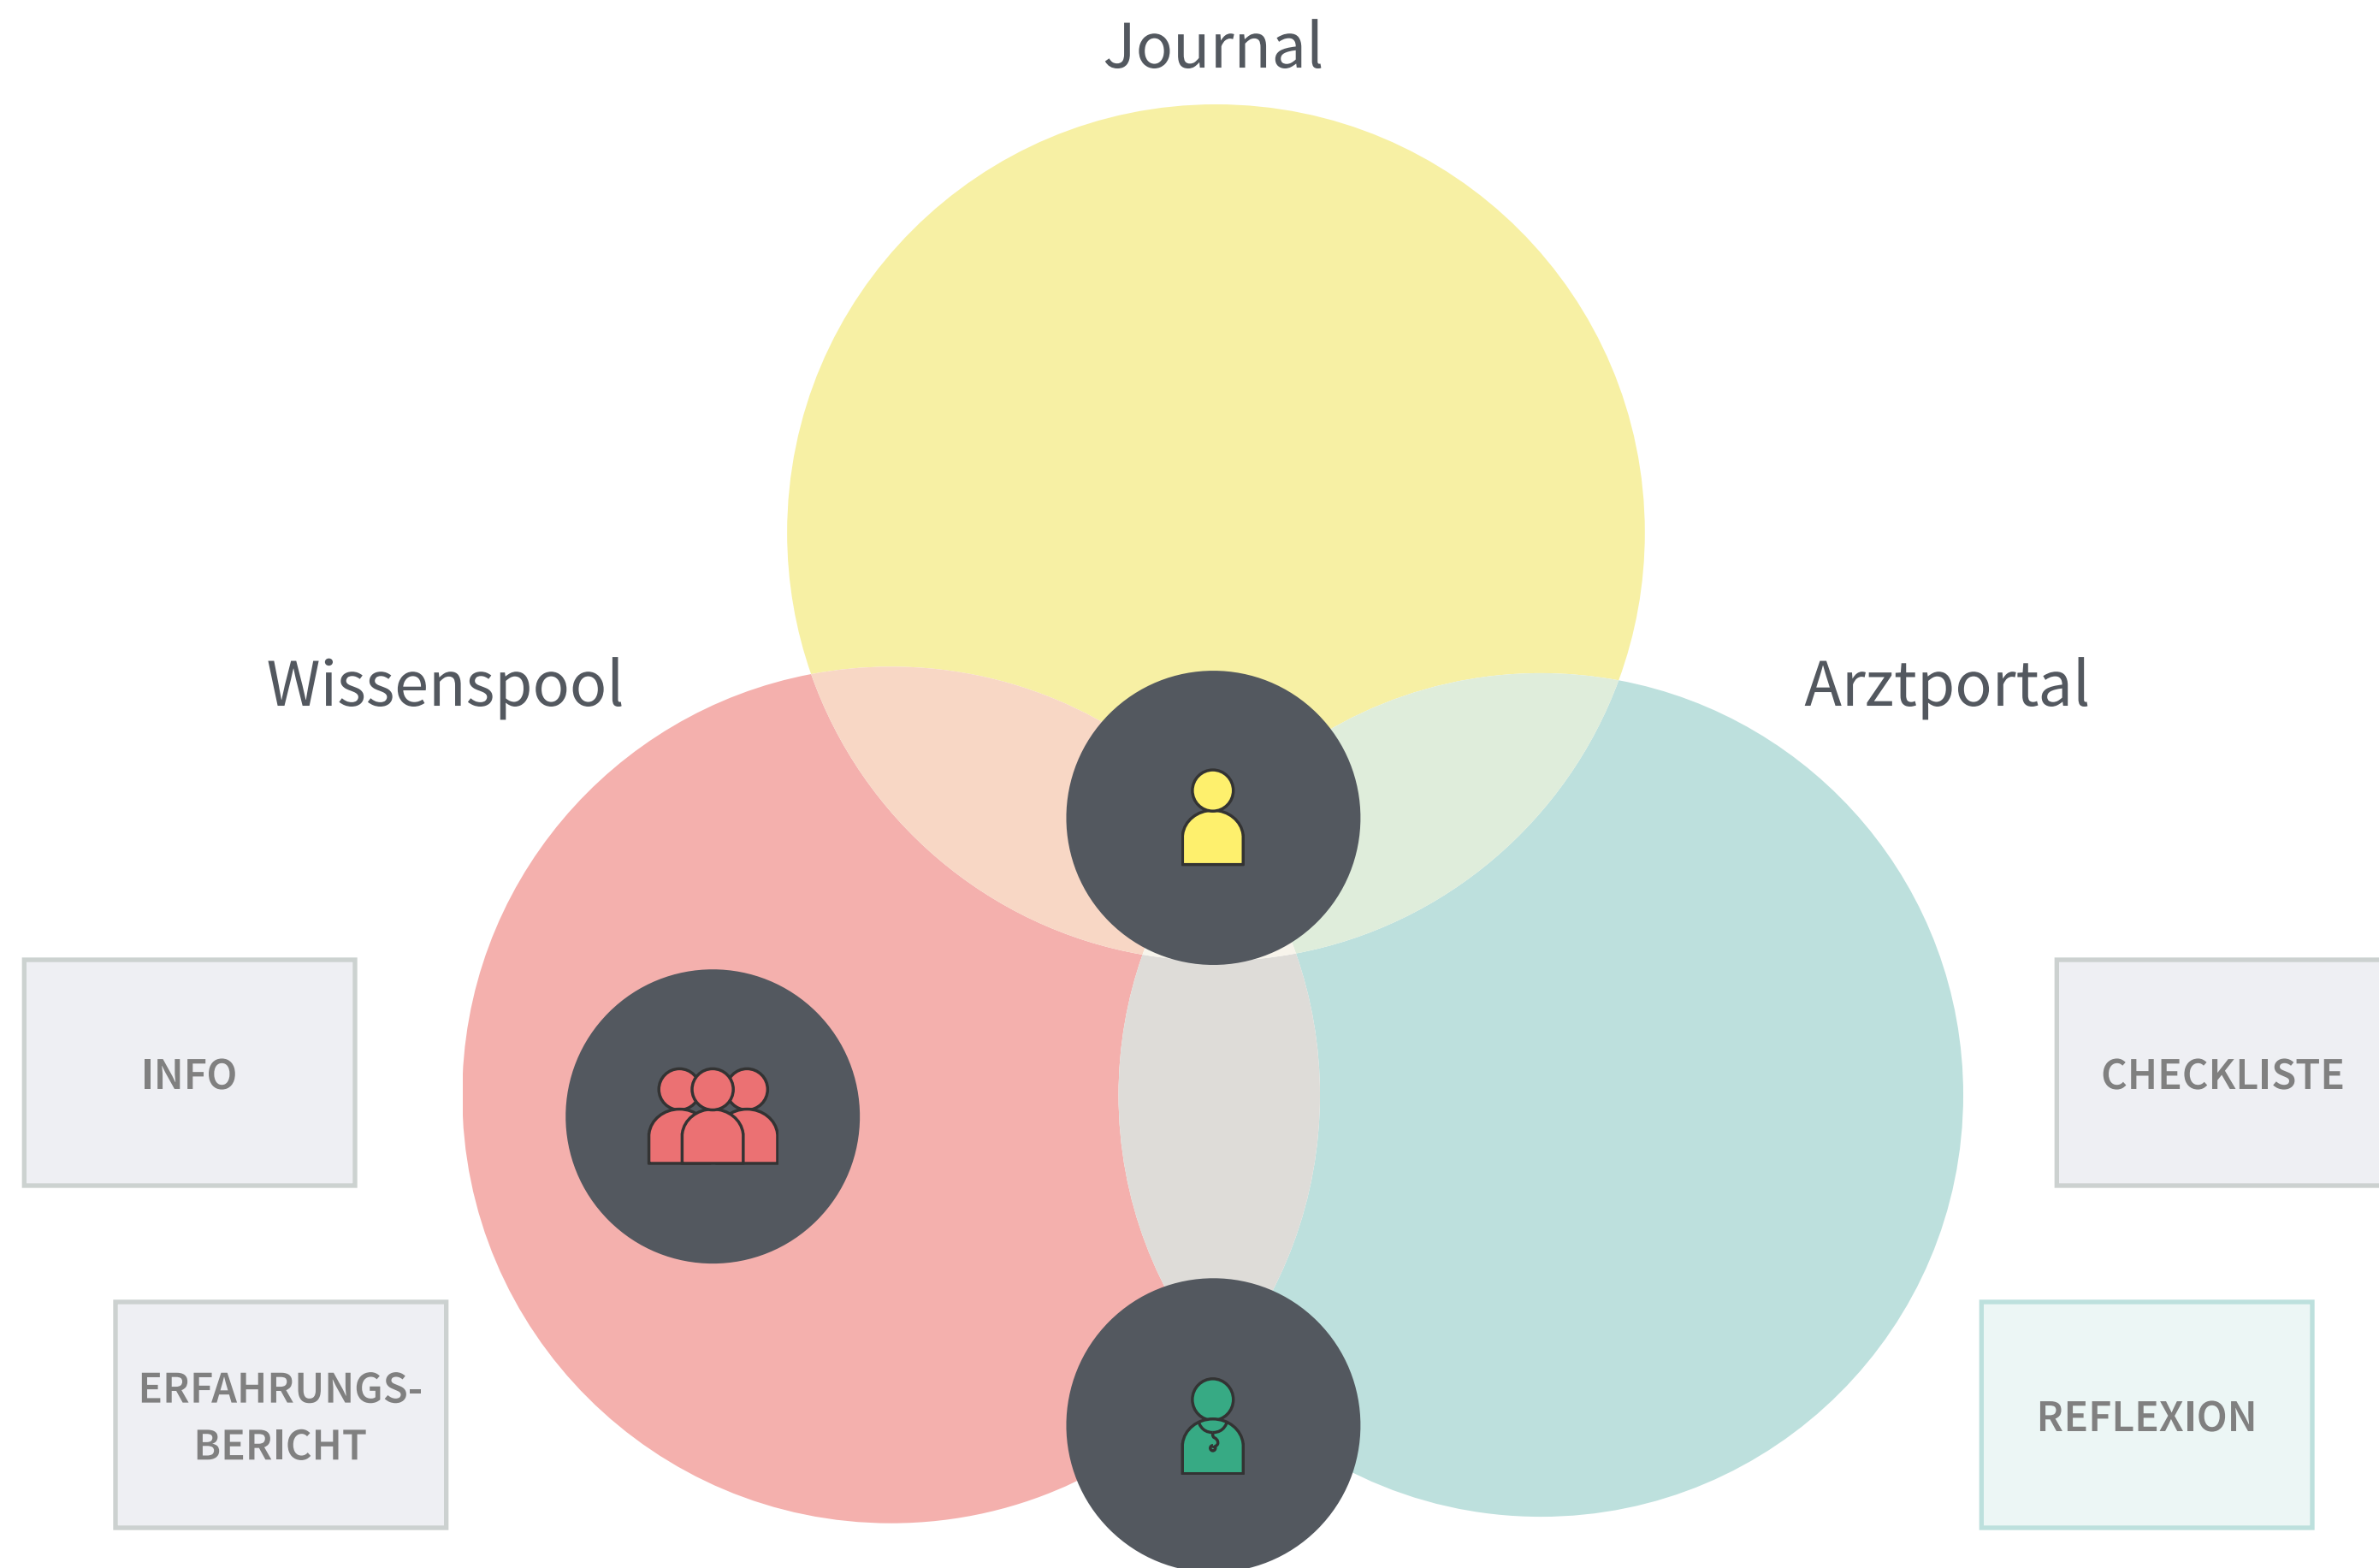 Journal
Wissenspool
Arztportal
INFO
CHECKLISTE
ERFAHRUNGS-
BERICHT
REFLEXION